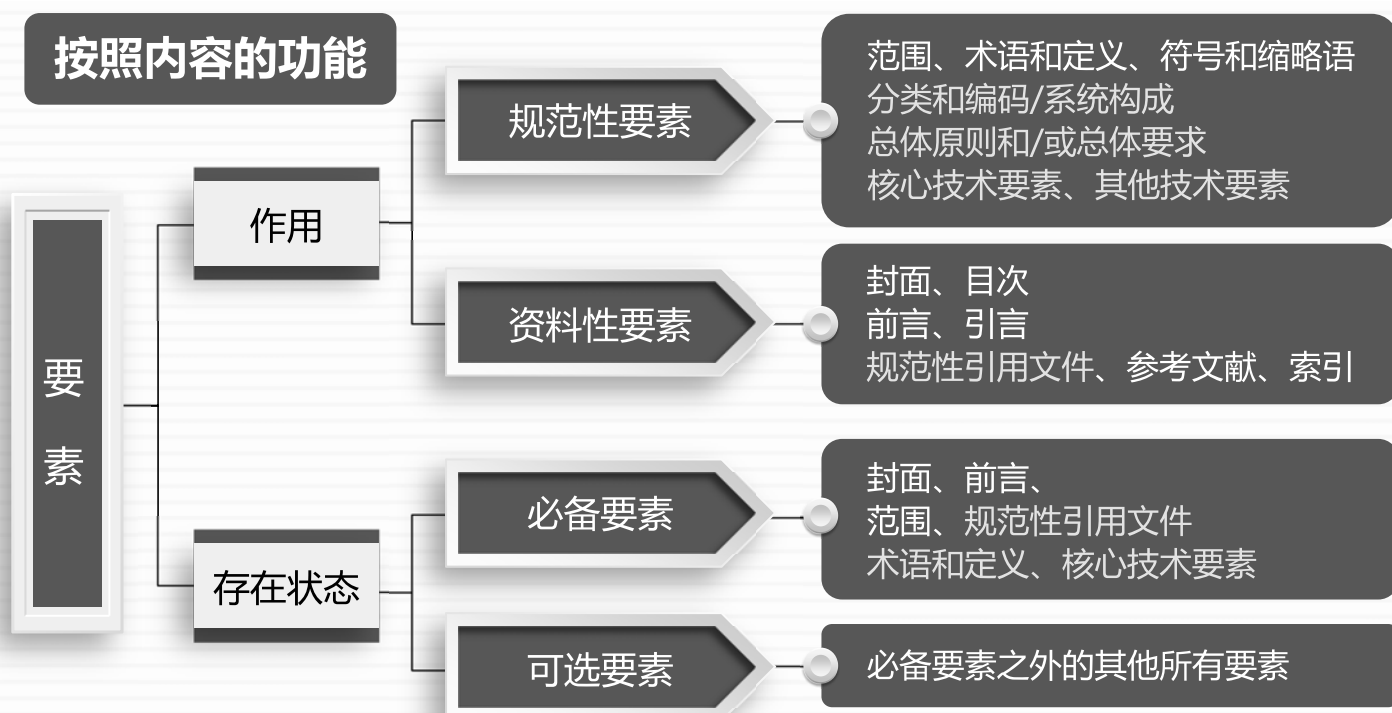 按照内容的功能
要
素
作用
规范性要素
范围、术语和定义、符号和缩略语
分类和编码/系统构成
总体原则和/或总体要求
核心技术要素、其他技术要素
资料性要素
封面、目次
前言、引言
规范性引用文件、参考文献、索引
存在状态
必备要素
封面、前言、
范围、规范性引用文件
术语和定义、核心技术要素
可选要素
必备要素之外的其他所有要素